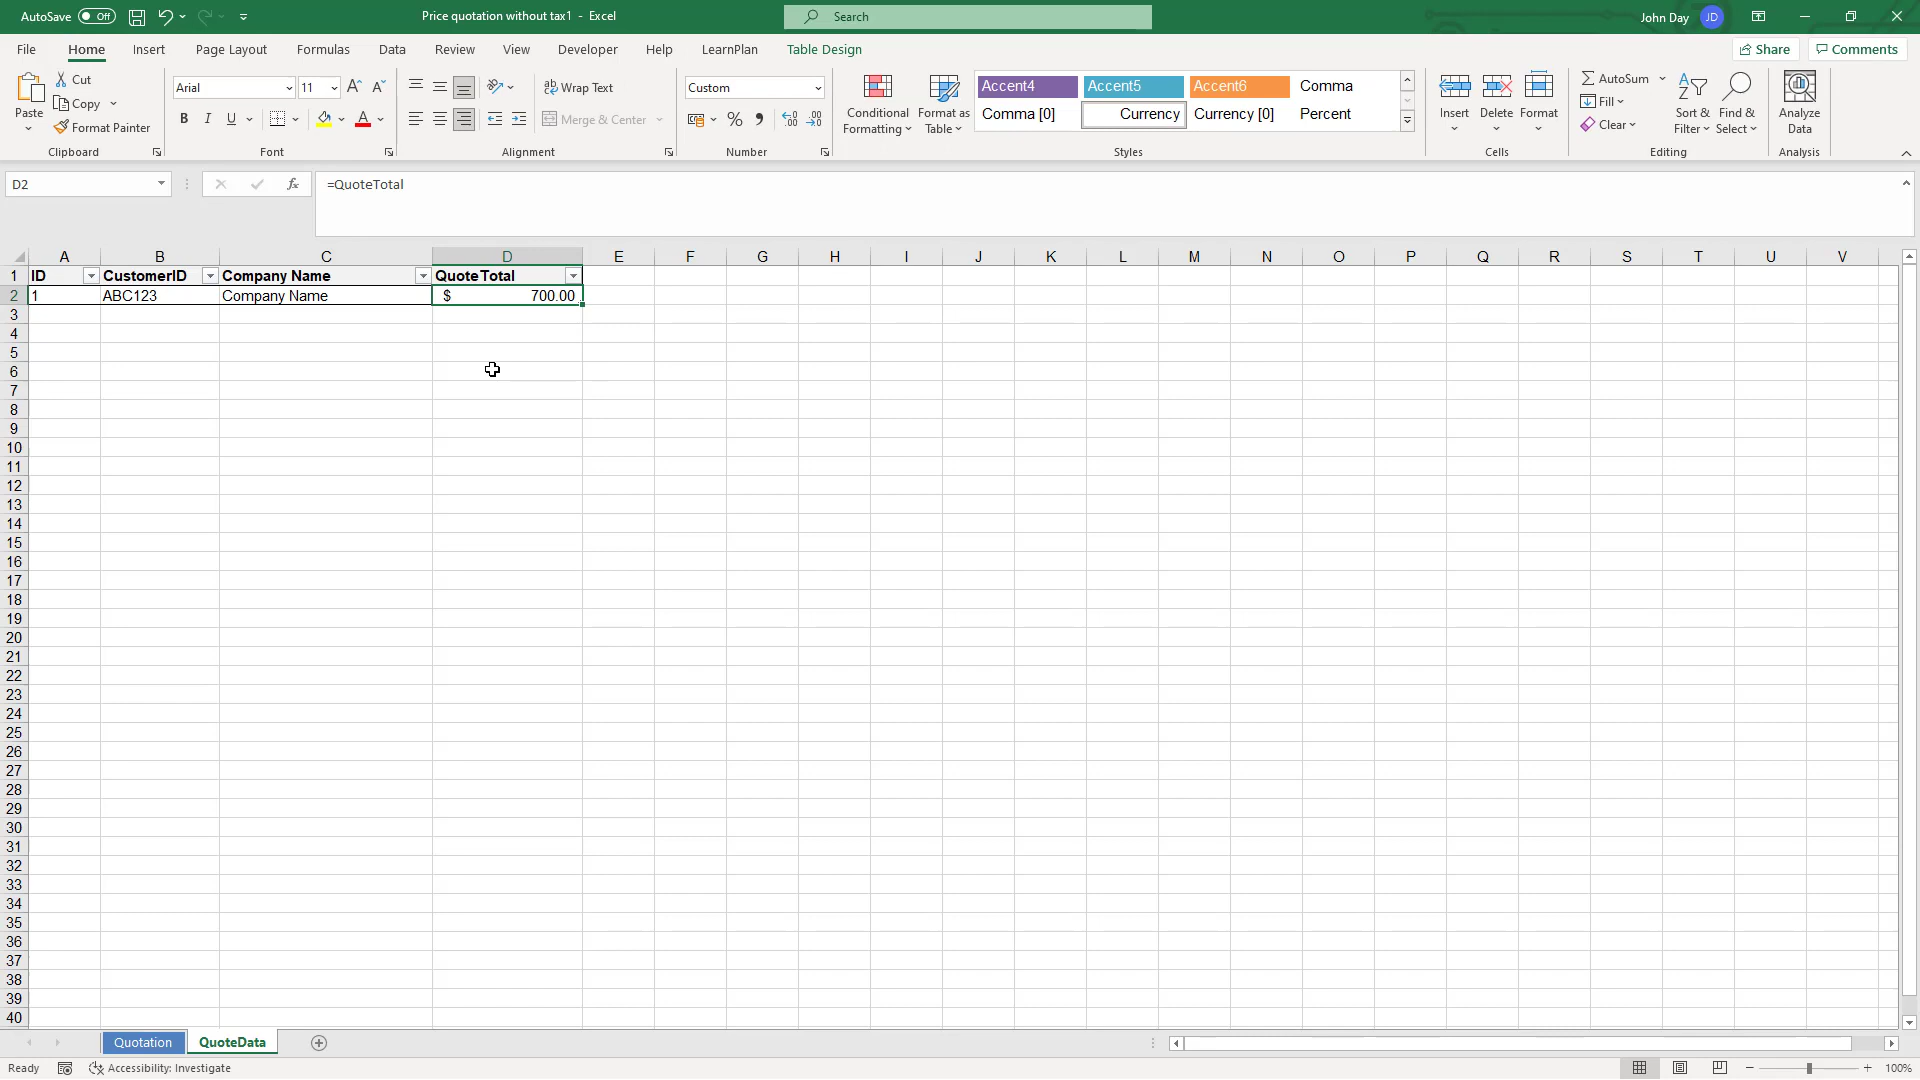 AutoSave Off Price quotation without tax1 - Excel Search John Day JD
File Home Insert Page Layout Formulas Data Review View Developer Help LearnPlan Table Design Share Comments
Paste Cut Copy Format Painter
Clipboard
Arial 11 A A B I U A
Font
Wrap Text
Merge & Center
Alignment
Custom
% 9 .00
Number
Conditional Formatting
Format as Table
Accent4 Accent5 Accent6 Comma
Comma [0] Currency Currency [0] Percent
Styles
Insert Delete Format
Cells
AutoSum
Fill
Clear
Sort & Filter
Find & Select
Editing
Analyze Data
Analysis
D2 fx =QuoteTotal
A B C D E F G H I J K L M N O P Q R S T U V
1 ID CustomerID Company Name QuoteTotal
2 1 ABC123 Company Name $ 700.00
3
4
5
6
7
8
9
10
11
12
13
14
15
16
17
18
19
20
21
22
23
24
25
26
27
28
29
30
31
32
33
34
35
36
37
38
39
40
Quotation QuoteData
Ready Accessibility: Investigate 100%